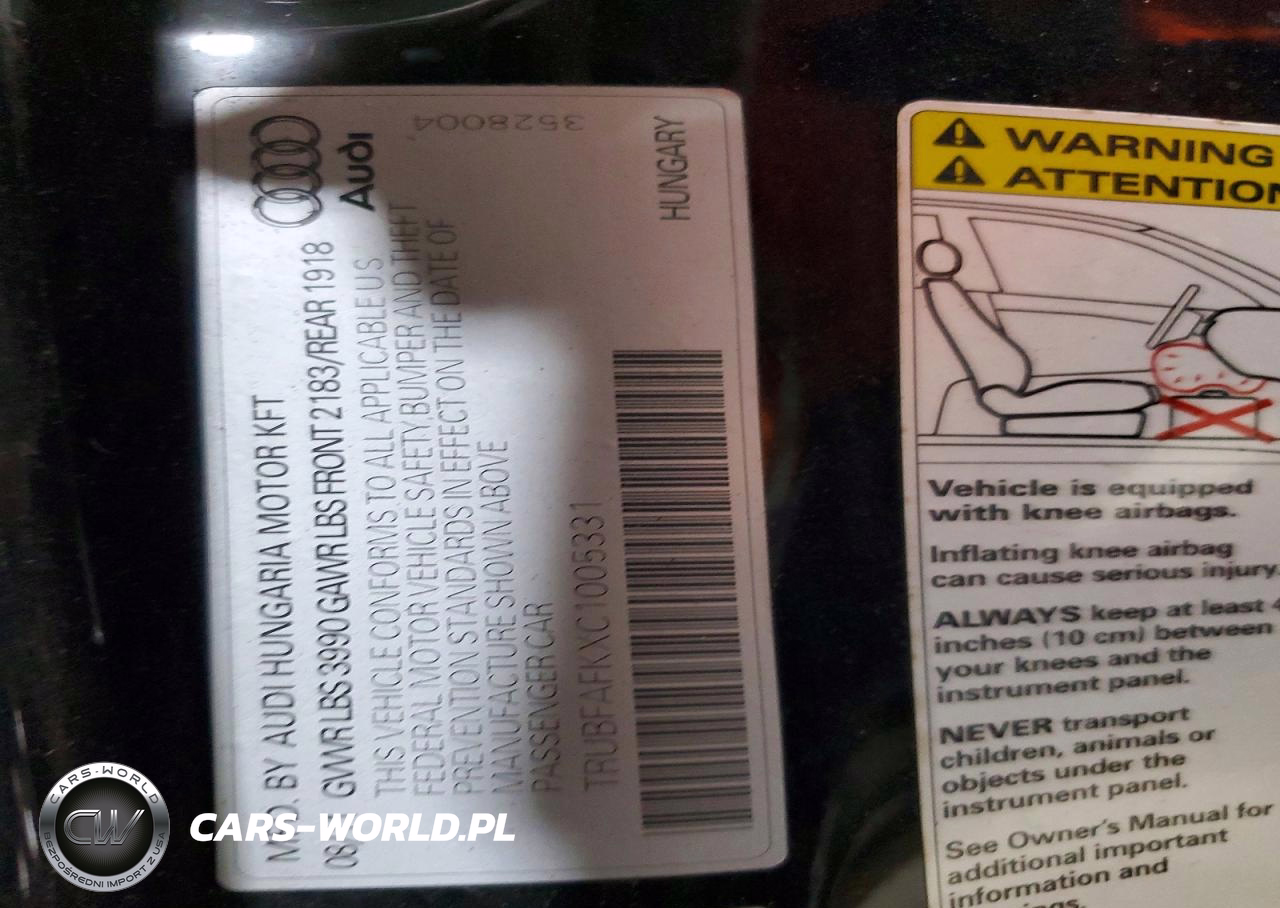 Audi
MFD. BY AUDI HUNGARIA MOTOR KFT
GWVR LBS 3990 GAWR LBS FRONT 2183/REAR 1918
THIS VEHICLE CONFORMS TO ALL APPLICABLE U S
FEDERAL MOTOR VEHICLE SAFETY, BUMPER AND THEFT
PREVENTION STANDARDS IN EFFECT ON THE DATE OF
MANUFACTURE SHOWN ABOVE
PASSENGER CAR
TRUBFAFKXC1005331
HUNGARY
3528004
WARNING
ATTENTION
Vehicle is equipped
with knee airbags.
Inflating knee airbag
can cause serious injury.
ALWAYS keep at least 4
inches (10 cm) between
your knees and the
instrument panel.
NEVER transport
children, animals or
objects under the
instrument panel.
See Owner's Manual for
additional important
information and
CARS-WORLD
CW
BEZPOŚREDNI IMPORT Z USA
CARS-WORLD.PL